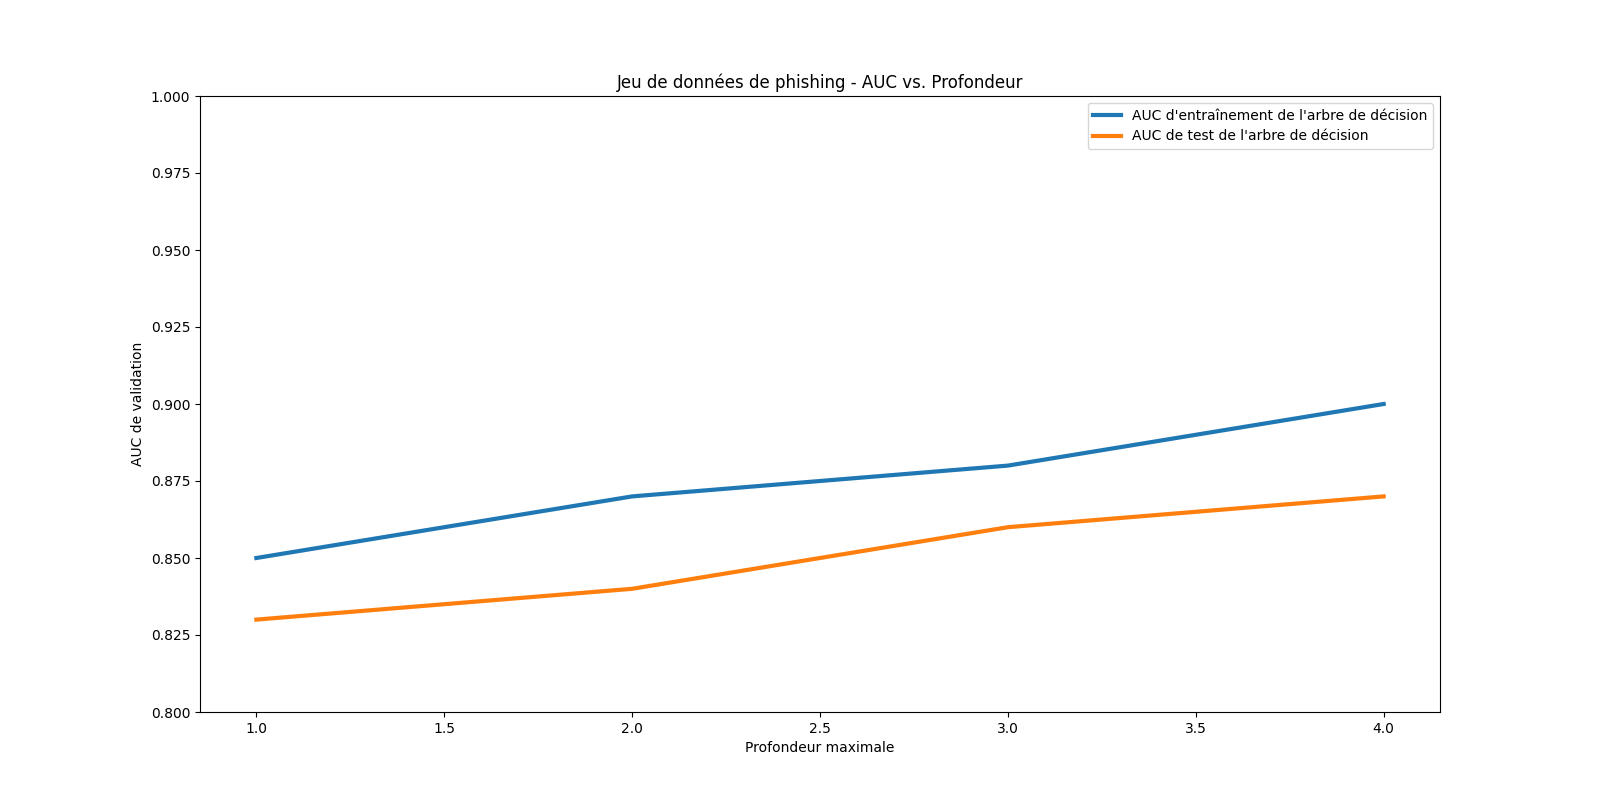 Jeu de données de phishing - AUC vs. Profondeur
AUC d'entraînement de l'arbre de décision
AUC de test de l'arbre de décision
AUC de validation
1.000
0.975
0.950
0.925
0.900
0.875
0.850
0.825
0.800
1.0 1.5 2.0 2.5 3.0 3.5 4.0
Profondeur maximale